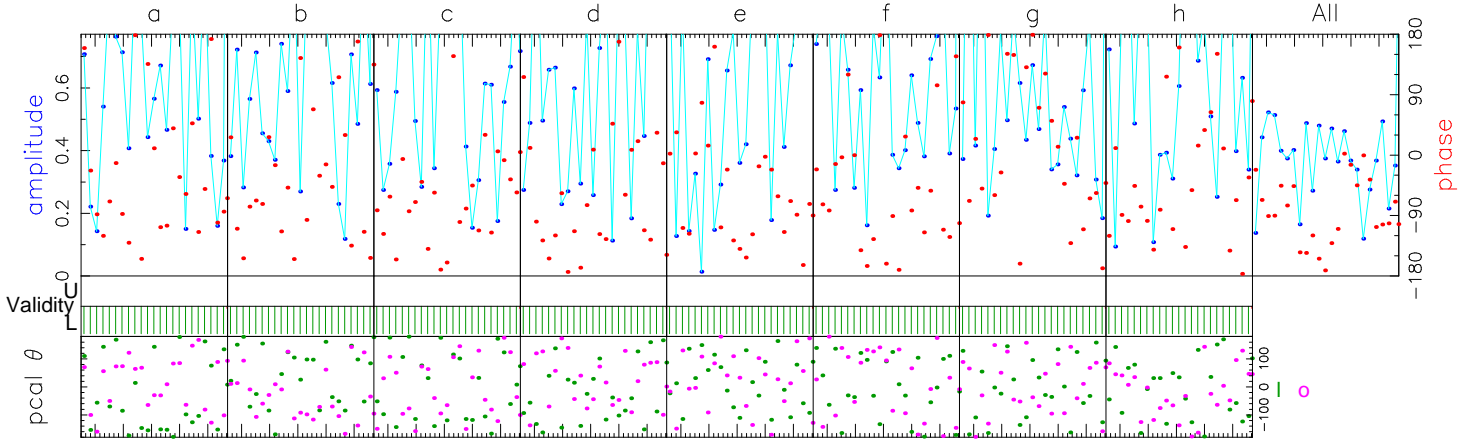 a b c d e f g h All
amplitude
0 0.2 0.4 0.6
180 90 0 −90 −180
phase
U
Validity
L
pcal θ
100 0 −100
l o